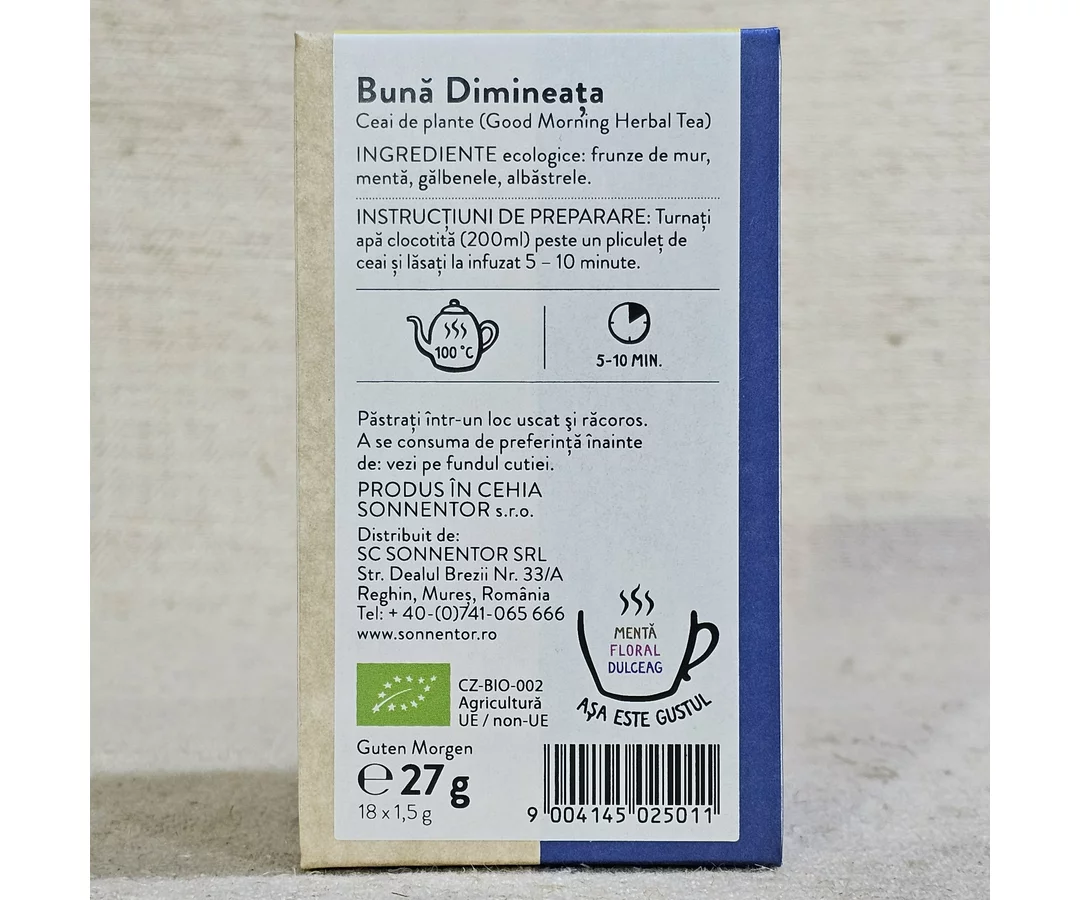 Bună Dimineața
Ceai de plante (Good Morning Herbal Tea)
INGREDIENTE ecologice: frunze de mur,
mentă, gălbenele, albăstrele.
INSTRUCȚIUNI DE PREPARARE: Turnați
apă clocotită (200ml) peste un pliculeț de
ceai și lăsați la infuzat 5 – 10 minute.
100 °C
5-10 MIN.
Păstrați într-un loc uscat şi răcoros.
A se consuma de preferință înainte
de: vezi pe fundul cutiei.
PRODUS ÎN CEHIA
SONNENTOR s.r.o.
Distribuit de:
SC SONNENTOR SRL
Str. Dealul Brezii Nr. 33/A
Reghin, Mureș, România
Tel: + 40-(0)741-065 666
www.sonnentor.ro
MENTĂ
FLORAL
DULCEAG
AȘA ESTE GUSTUL
CZ-BIO-002
Agricultură
UE / non-UE
Guten Morgen
℮ 27 g
18 x 1,5 g
9 004145 025011